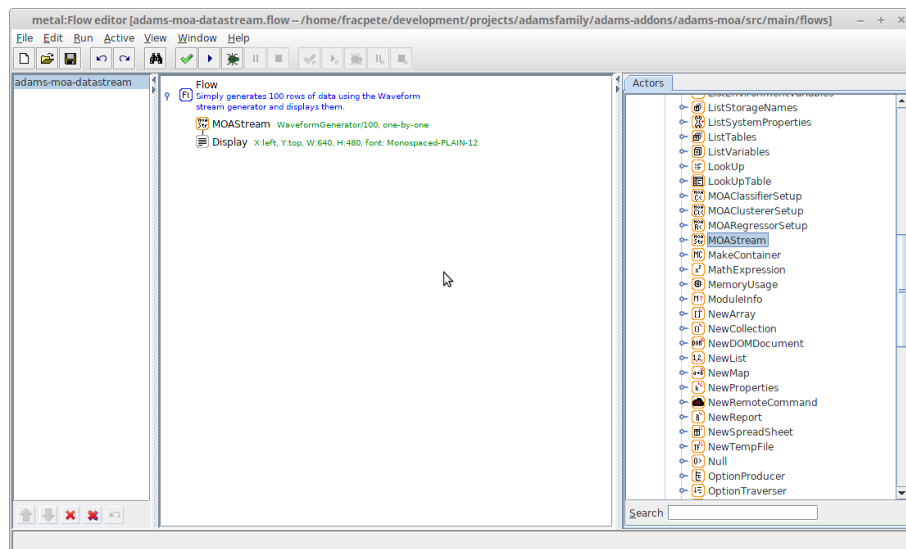 metal:Flow editor [adams-moa-datastream.flow -- /home/fracpete/development/projects/adamsfamily/adams-addons/adams-moa/src/main/flows]
File Edit Run Active View Window Help
adams-moa-datastream
Flow
Simply generates 100 rows of data using the Waveform
stream generator and displays them.
MOAStream WaveformGenerator/100, one-by-one
Display X:left, Y:top, W:640, H:480, font: Monospaced-PLAIN-12
Actors
ListEnvironmentVariables
ListStorageNames
ListSystemProperties
ListTables
ListVariables
LookUp
LookUpTable
MOAClassifierSetup
MOAClustererSetup
MOARegressorSetup
MOAStream
MakeContainer
MathExpression
MemoryUsage
ModuleInfo
NewArray
NewCollection
NewDOMDocument
NewList
NewMap
NewProperties
NewRemoteCommand
NewReport
NewSpreadSheet
NewTempFile
Null
OptionProducer
OptionTraverser
Search